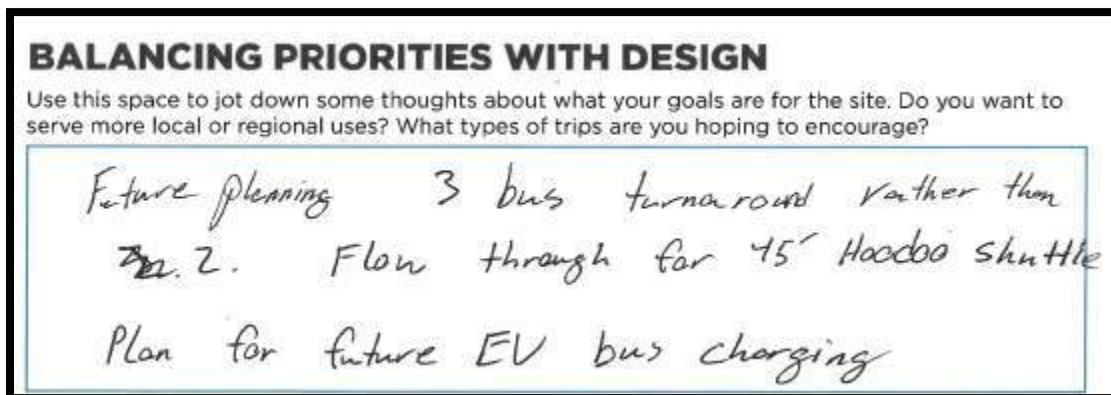 BALANCING PRIORITIES WITH DESIGN
Use this space to jot down some thoughts about what your goals are for the site. Do you want to
serve more local or regional uses? What types of trips are you hoping to encourage?
Future planning 3 bus turnaround rather than
2. Flow through for 45' Hoodoo shuttle
Plan for future EV bus charging